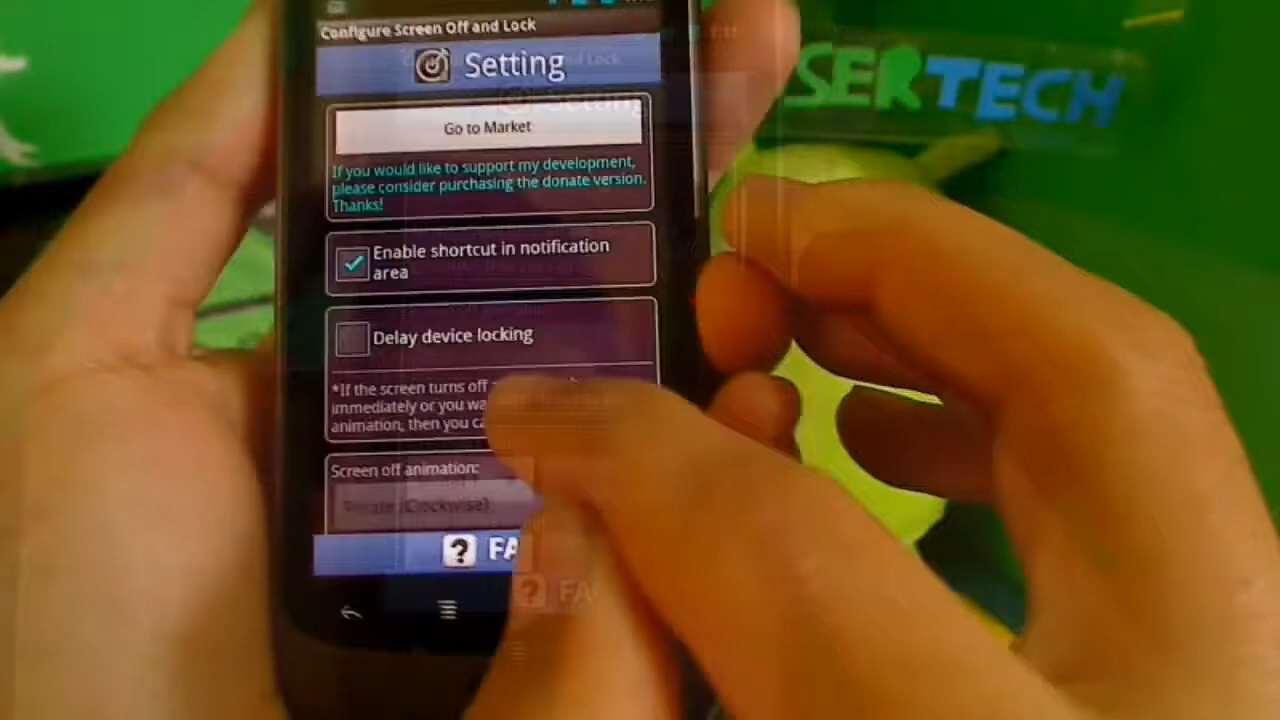 Configure Screen Off and Lock
Setting
SERTECH
Go to Market
If you would like to support my development,
please consider purchasing the donate version.
Thanks!
Enable shortcut in notification
area
Delay device locking
*If the screen turns off
immediately or you
animation, then you
Screen off animation:
Rotate (Clockwise)
? FA